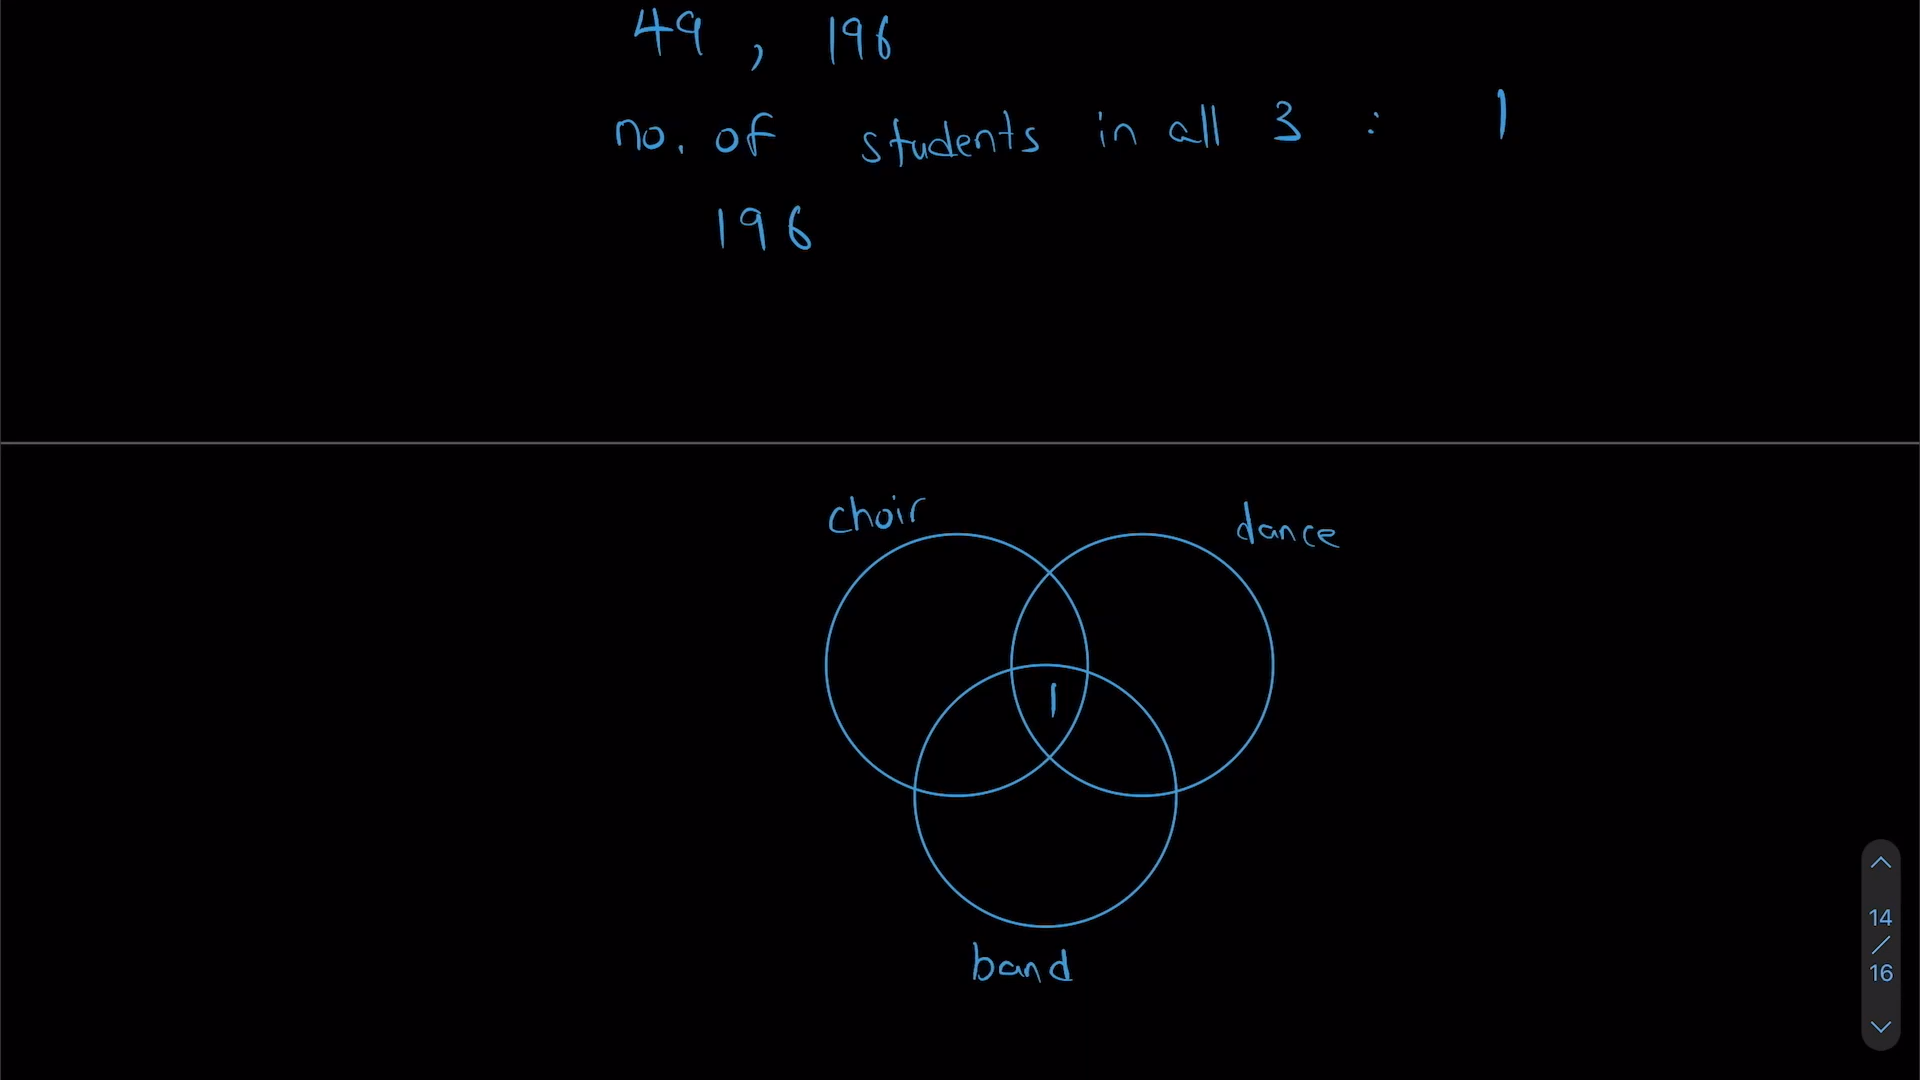 49 , 196
no. of students in all 3 : 1
196
choir
dance
1
band
14
/
16